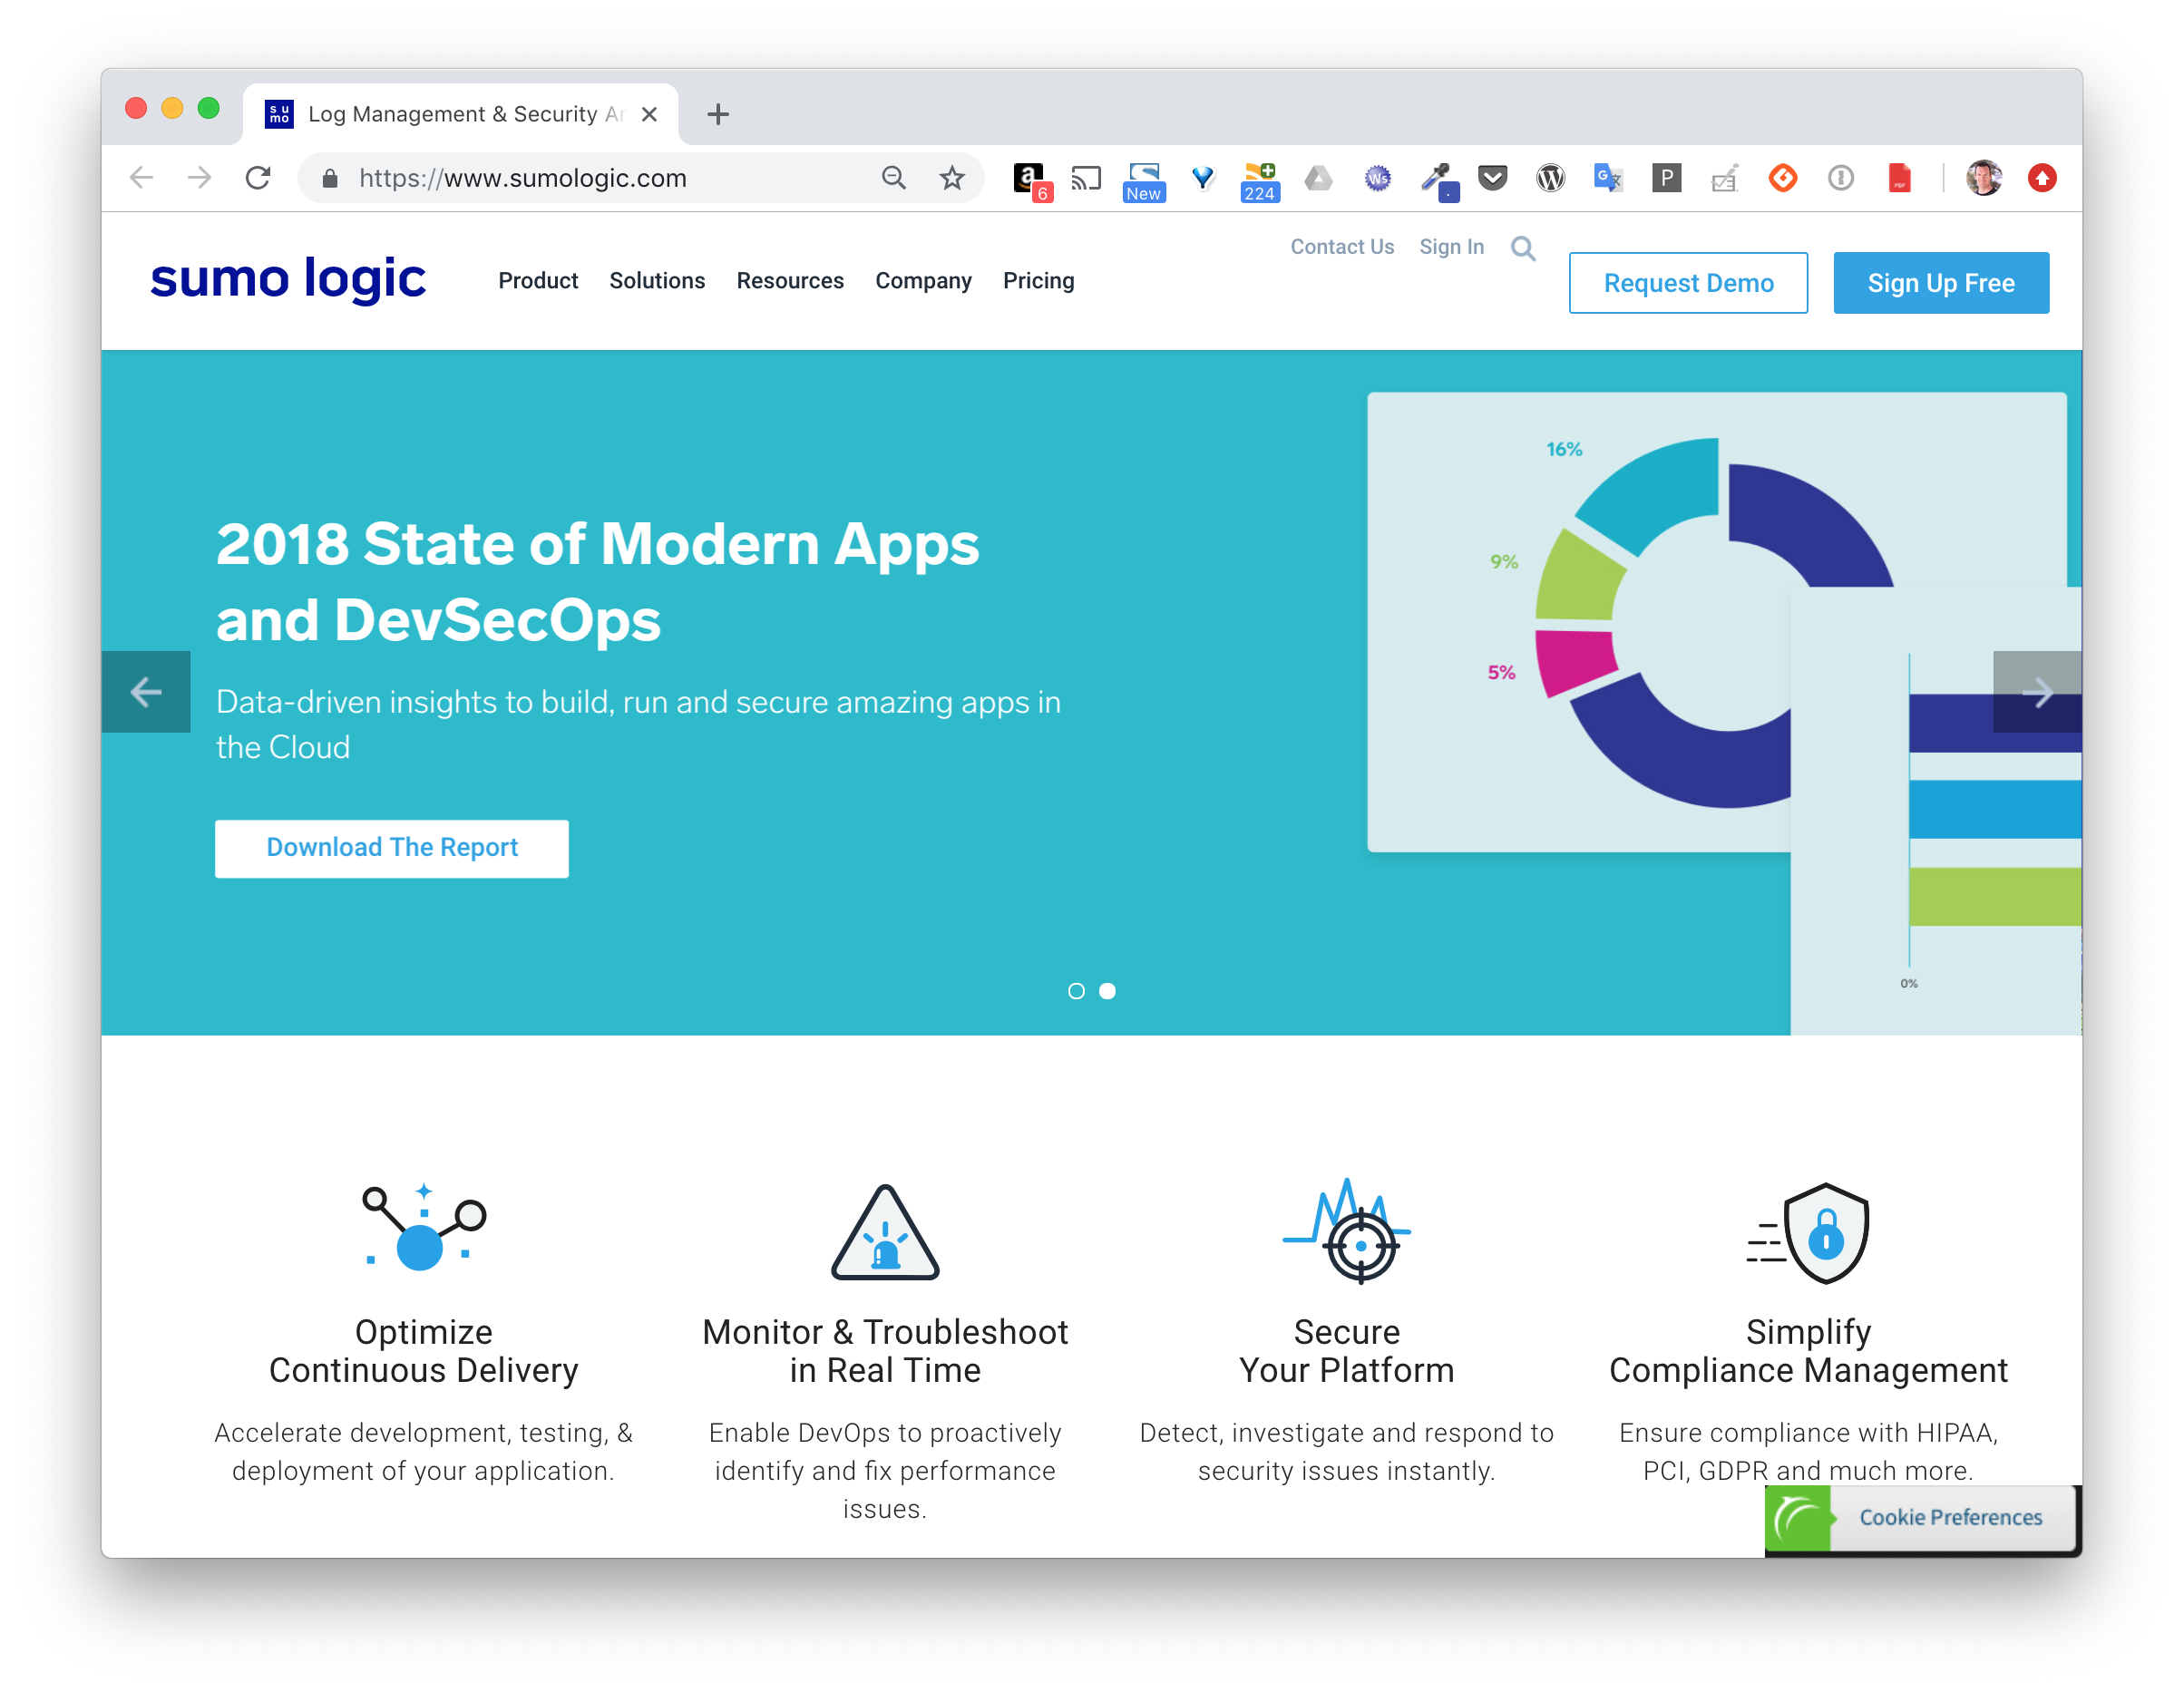 su
mo
Log Management & Security Ar
https://www.sumologic.com
a
6
New
224
Ws
G
P
PDF
sumo logic
Product
Solutions
Resources
Company
Pricing
Contact Us
Sign In
Request Demo
Sign Up Free
2018 State of Modern Apps
and DevSecOps
Data-driven insights to build, run and secure amazing apps in
the Cloud
Download The Report
16%
9%
5%
0%
Optimize
Continuous Delivery
Accelerate development, testing, &
deployment of your application.
Monitor & Troubleshoot
in Real Time
Enable DevOps to proactively
identify and fix performance
issues.
Secure
Your Platform
Detect, investigate and respond to
security issues instantly.
Simplify
Compliance Management
Ensure compliance with HIPAA,
PCI, GDPR and much more.
Cookie Preferences